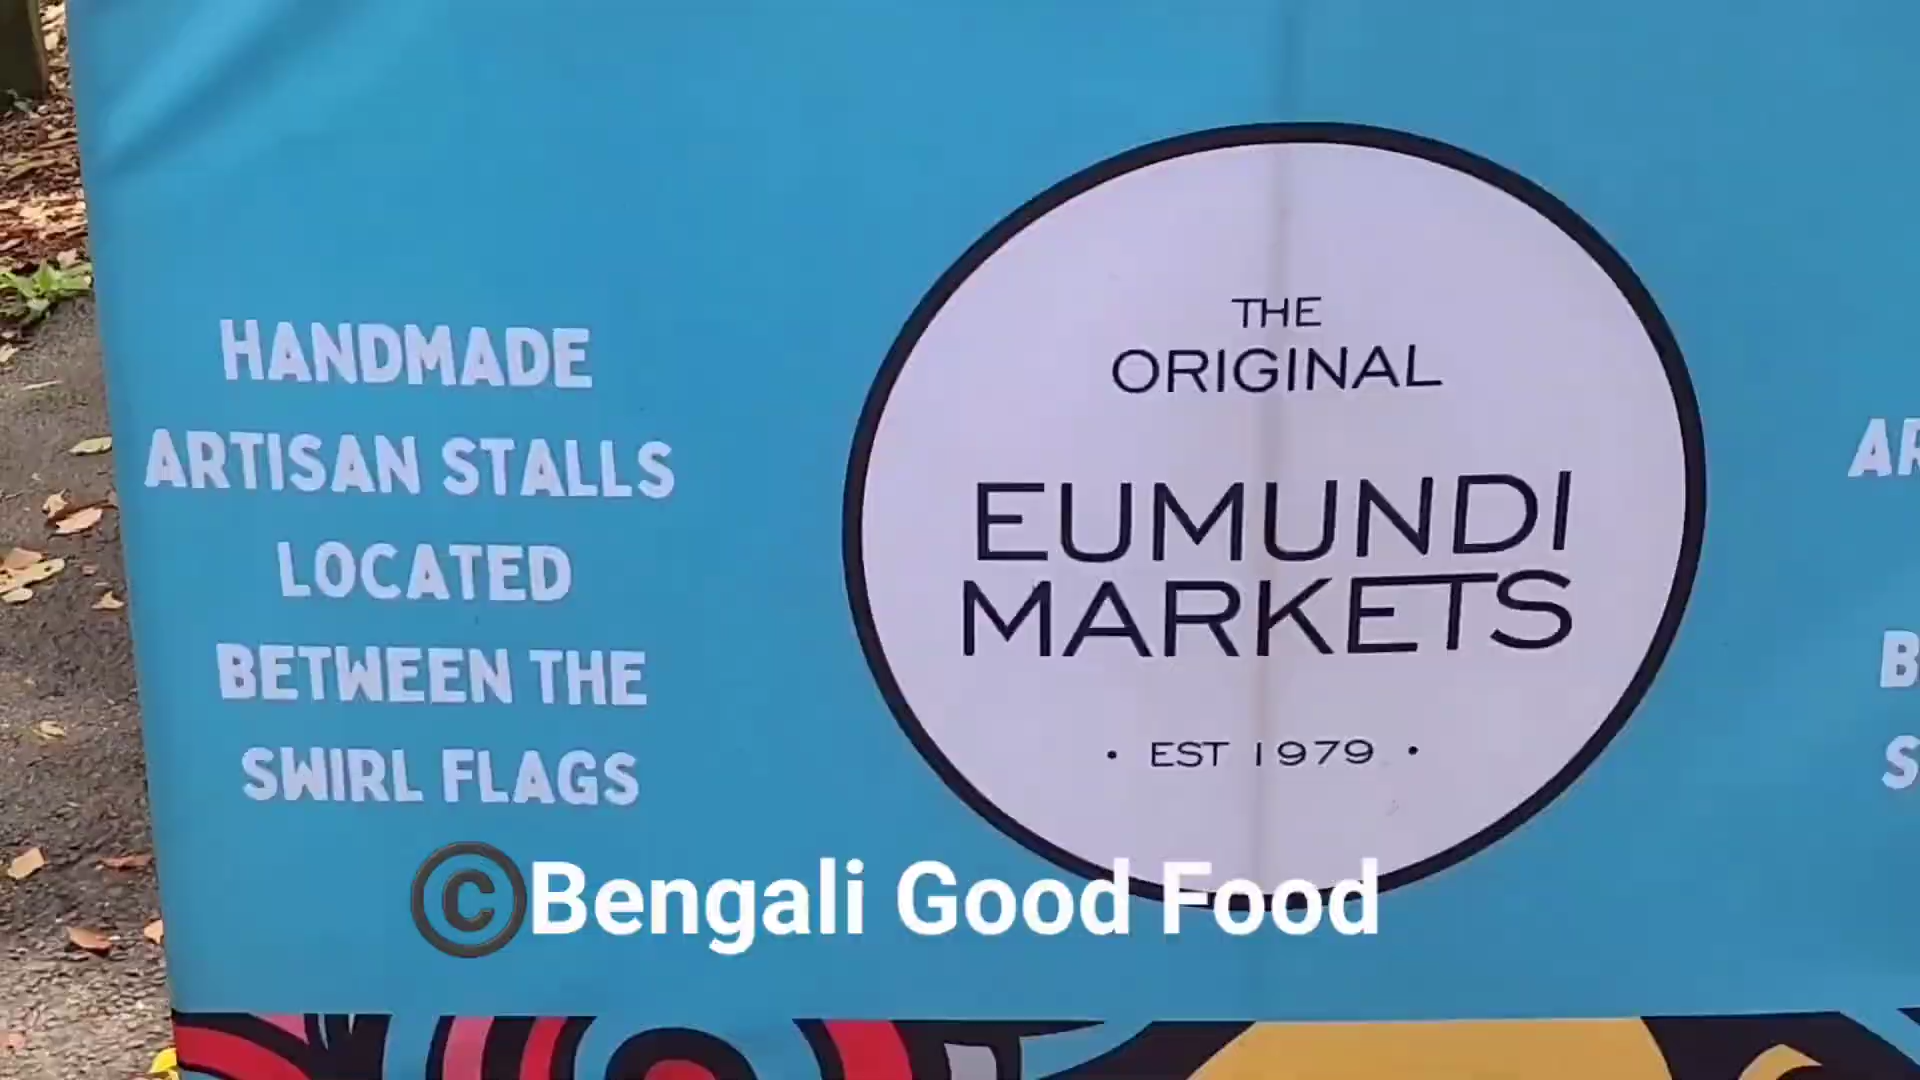 HANDMADE
ARTISAN STALLS
LOCATED
BETWEEN THE
SWIRL FLAGS
THE
ORIGINAL
EUMUNDI
MARKETS
• EST 1979 •
©Bengali Good Food